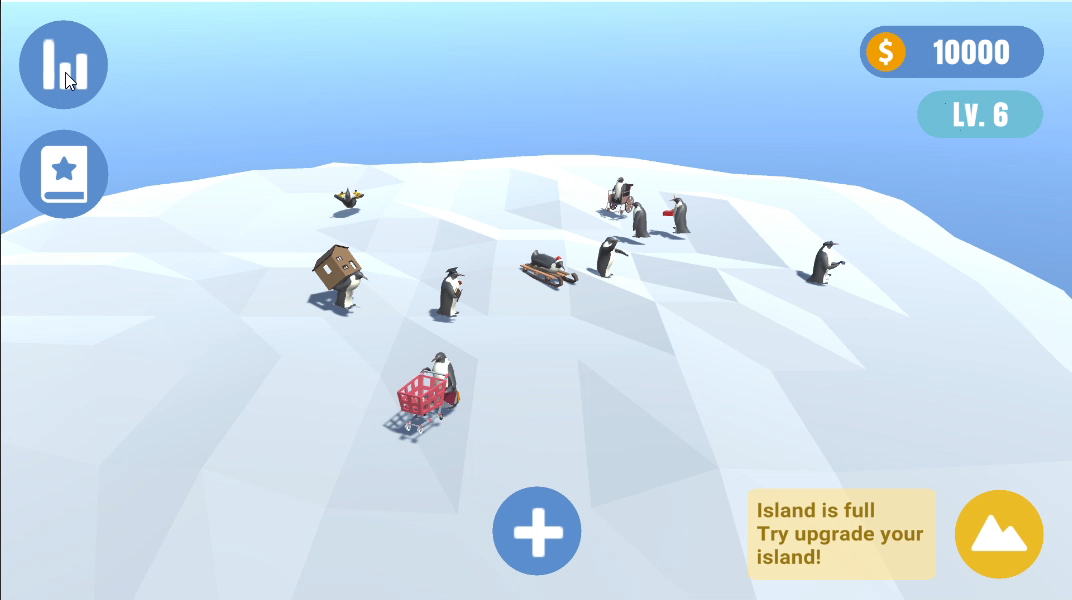 $ 10000
Lv. 6
Island is full
Try upgrade your
island!